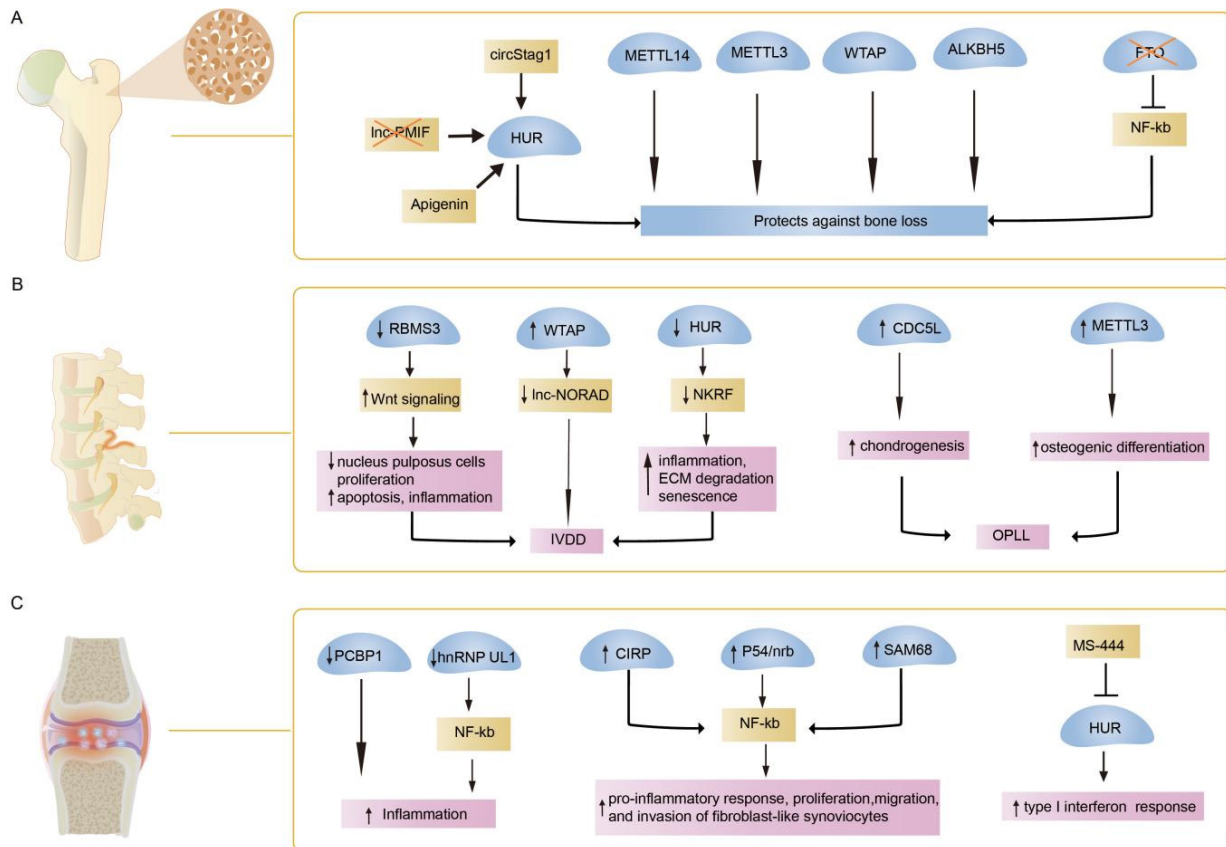 A
circStag1
METTL14
METTL3
WTAP
ALKBH5
FTO
lnc-PMIF
HUR
NF-kb
Apigenin
Protects against bone loss
B
↓ RBMS3
↑ WTAP
↓ HUR
↑ CDC5L
↑ METTL3
↑ Wnt signaling
↓ lnc-NORAD
↓ NKRF
↓ nucleus pulposus cells
proliferation
↑ apoptosis, inflammation
↑ inflammation,
ECM degradation
senescence
↑ chondrogenesis
↑ osteogenic differentiation
IVDD
OPLL
C
↓ PCBP1
↓ hnRNP UL1
↑ CIRP
↑ P54/nrb
↑ SAM68
MS-444
NF-kb
NF-kb
HUR
↑ Inflammation
↑ pro-inflammatory response, proliferation,migration,
and invasion of fibroblast-like synoviocytes
↑ type I interferon response